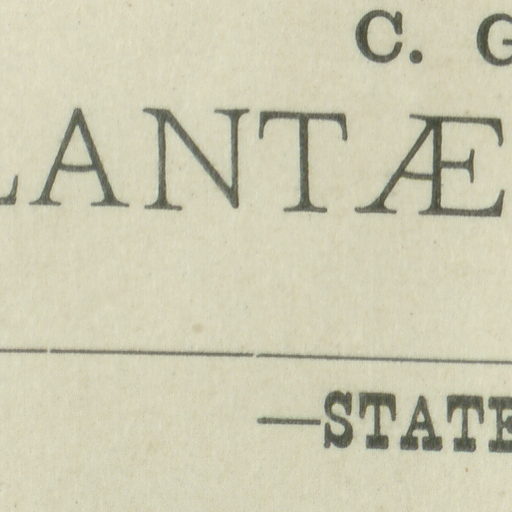 C. G
LANTÆ
—STATE